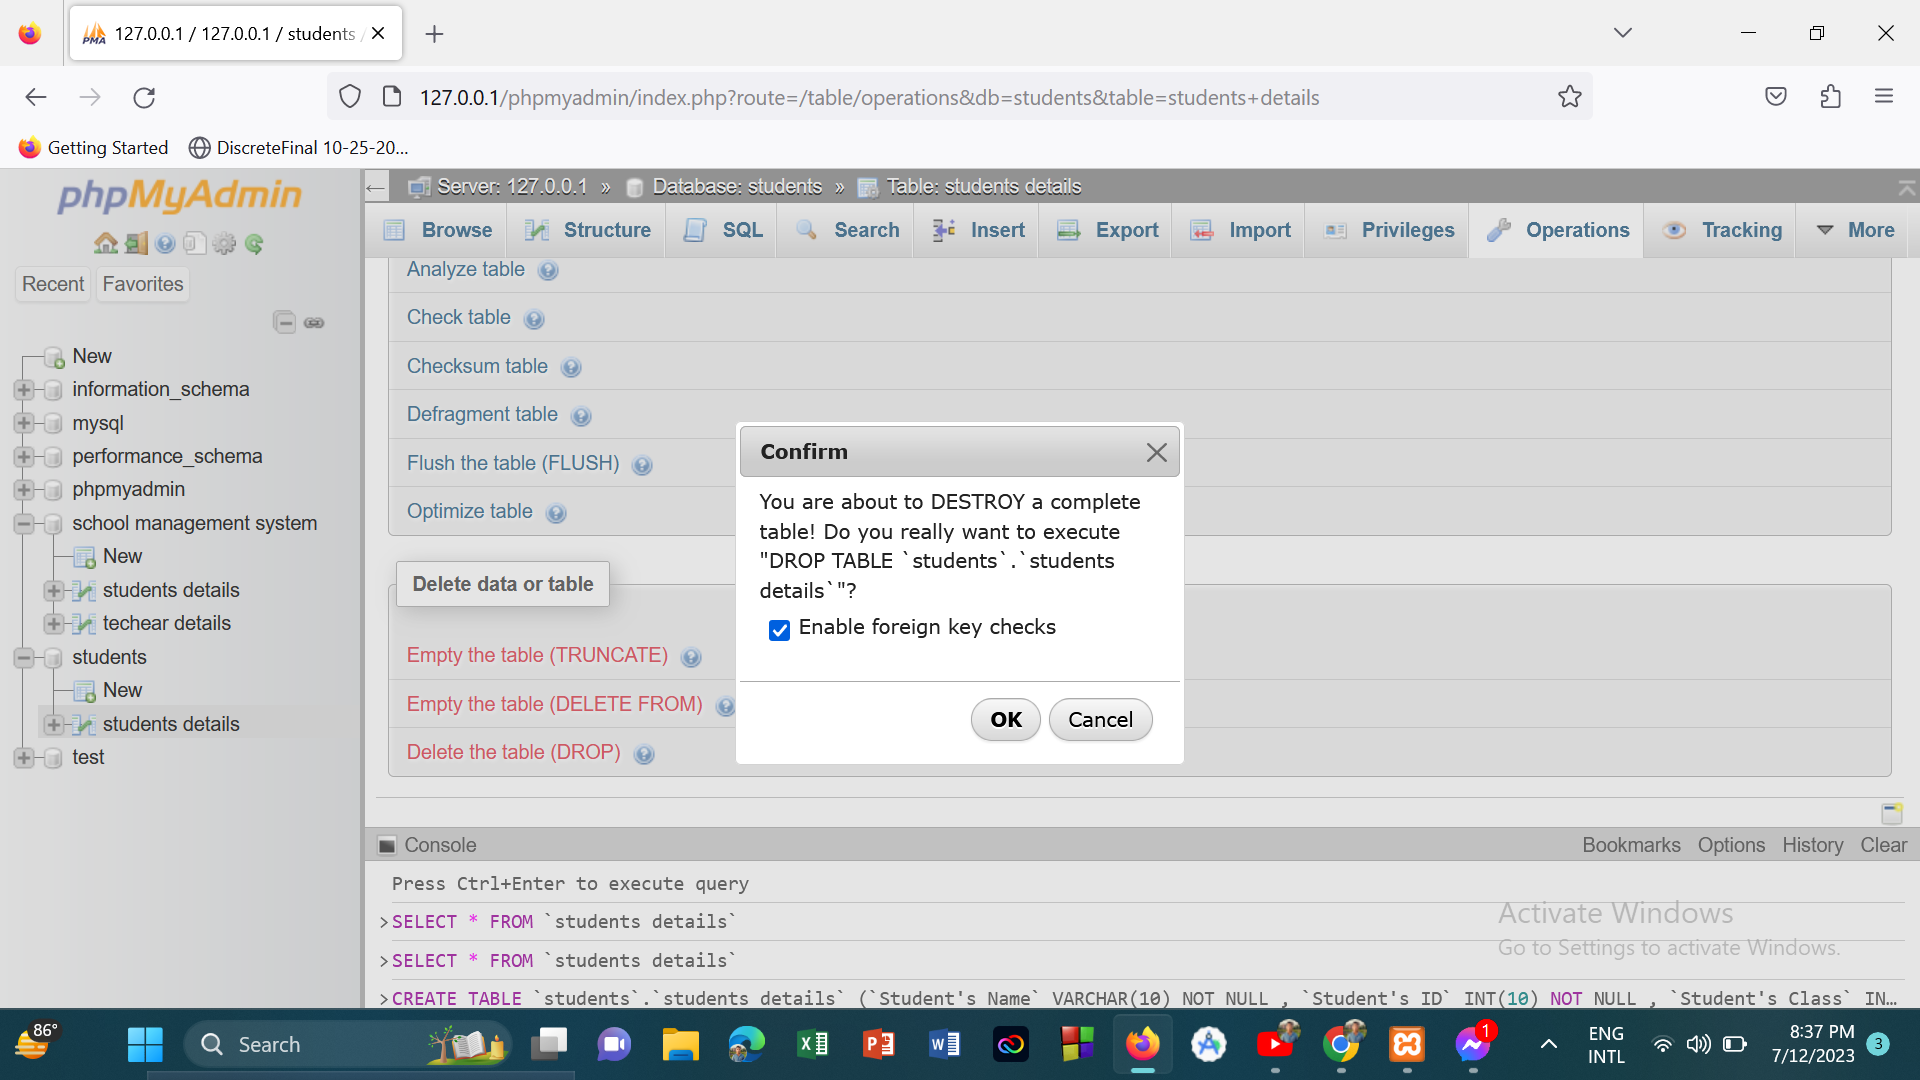 127.0.0.1 / 127.0.0.1 / students /
127.0.0.1/phpmyadmin/index.php?route=/table/operations&db=students&table=students+details
Getting Started
DiscreteFinal 10-25-20...
phpMyAdmin
Recent
Favorites
New
information_schema
mysql
performance_schema
phpmyadmin
school management system
New
students details
techear details
students
New
students details
test
Server: 127.0.0.1 » Database: students » Table: students details
Browse
Structure
SQL
Search
Insert
Export
Import
Privileges
Operations
Tracking
More
Analyze table
Check table
Checksum table
Defragment table
Flush the table (FLUSH)
Optimize table
Delete data or table
Empty the table (TRUNCATE)
Empty the table (DELETE FROM)
Delete the table (DROP)
Confirm
You are about to DESTROY a complete
table! Do you really want to execute
"DROP TABLE `students`.`students
details`"?
Enable foreign key checks
OK
Cancel
Console
Bookmarks
Options
History
Clear
Press Ctrl+Enter to execute query
>SELECT * FROM `students details`
>SELECT * FROM `students details`
>CREATE TABLE `students`.`students details` (`Student's Name` VARCHAR(10) NOT NULL , `Student's ID` INT(10) NOT NULL , `Student's Class` IN...
Activate Windows
Go to Settings to activate Windows.
86°
Search
1
ENG
INTL
8:37 PM
7/12/2023
3